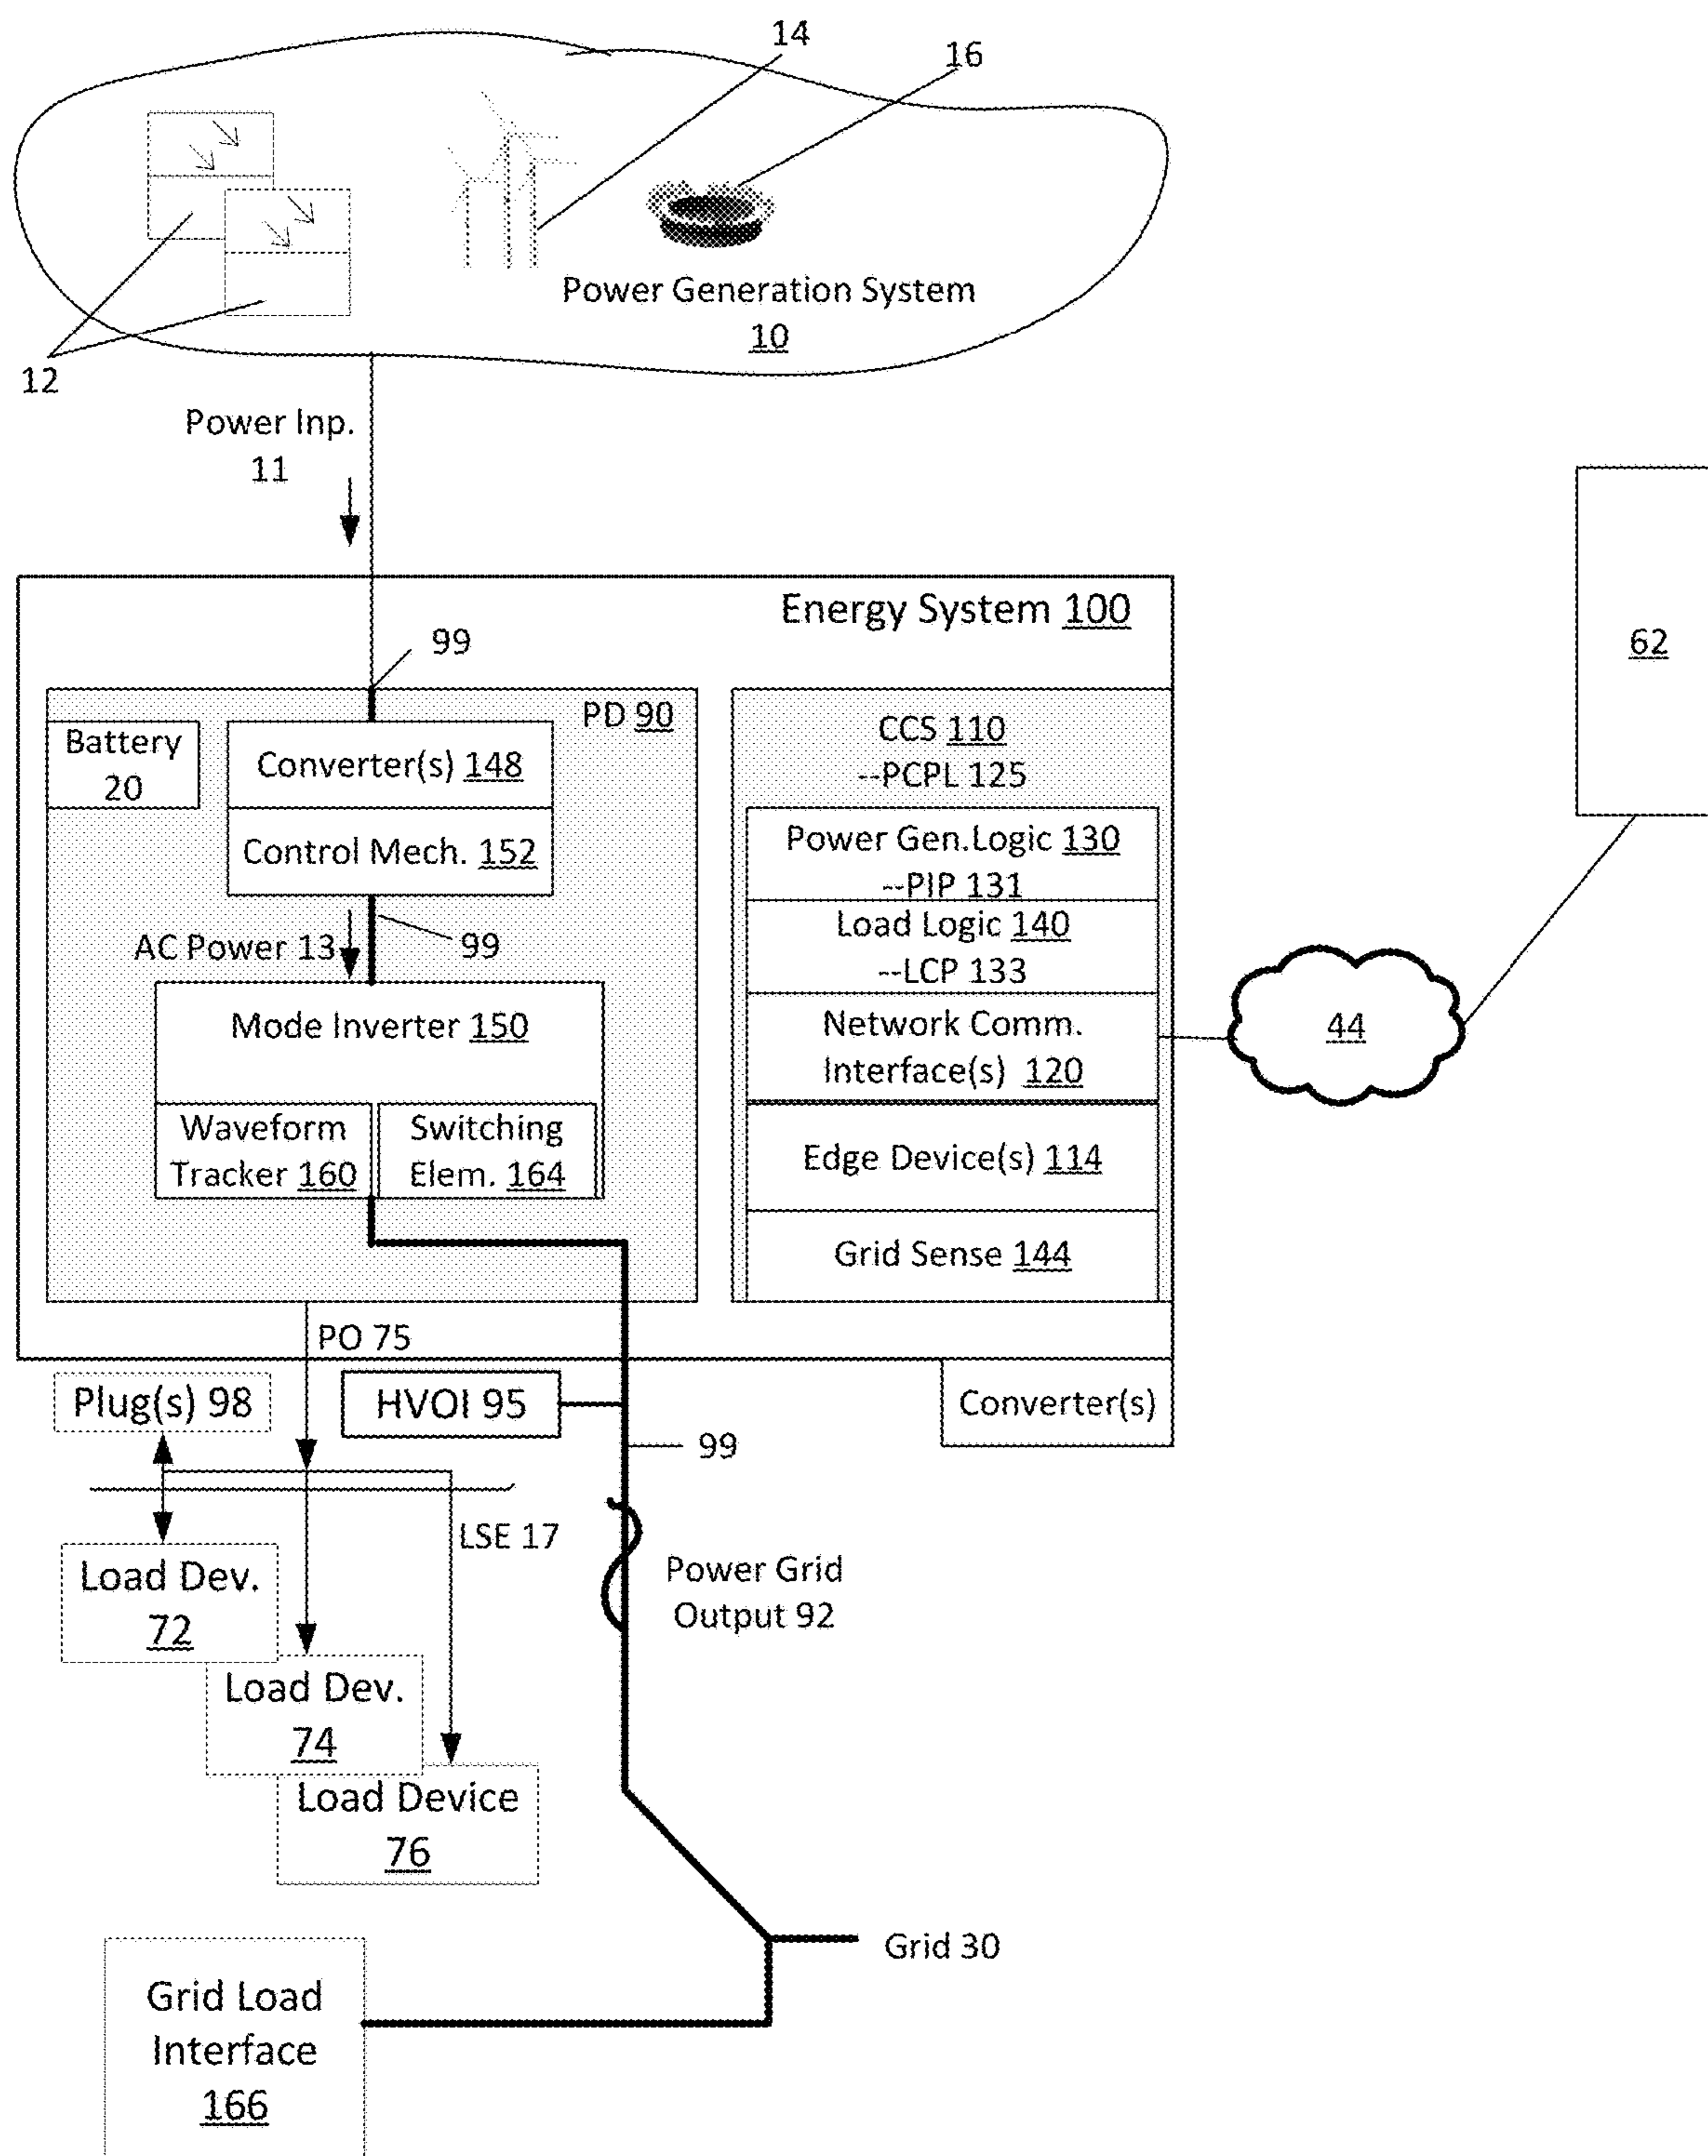 14
16
Power Generation System
10
12
Power Inp.
11
Energy System 100
62
99
PD 90
Battery
20
Converter(s) 148
Control Mech. 152
AC Power 13
99
Mode Inverter 150
Waveform
Tracker 160
Switching
Elem. 164
CCS 110
--PCPL 125
Power Gen.Logic 130
--PIP 131
Load Logic 140
--LCP 133
Network Comm.
Interface(s) 120
Edge Device(s) 114
Grid Sense 144
44
PO 75
Plug(s) 98
HVOI 95
Converter(s)
99
LSE 17
Load Dev.
72
Power Grid
Output 92
Load Dev.
74
Load Device
76
Grid 30
Grid Load
Interface
166